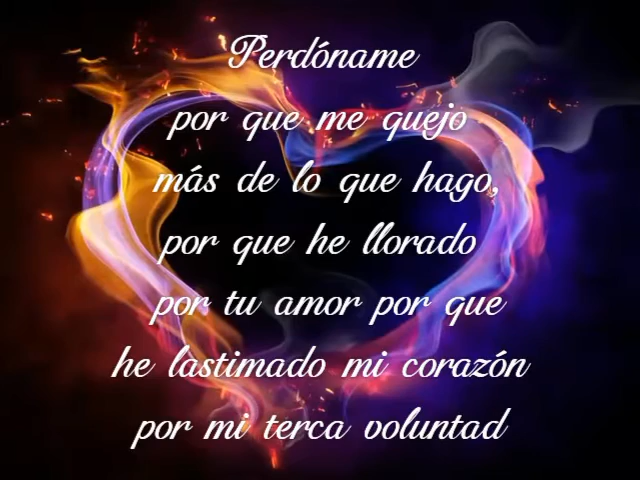 Perdóname
por que me quejo
más de lo que hago,
por que he llorado
por tu amor por que
he lastimado mi corazón
por mi terca voluntad